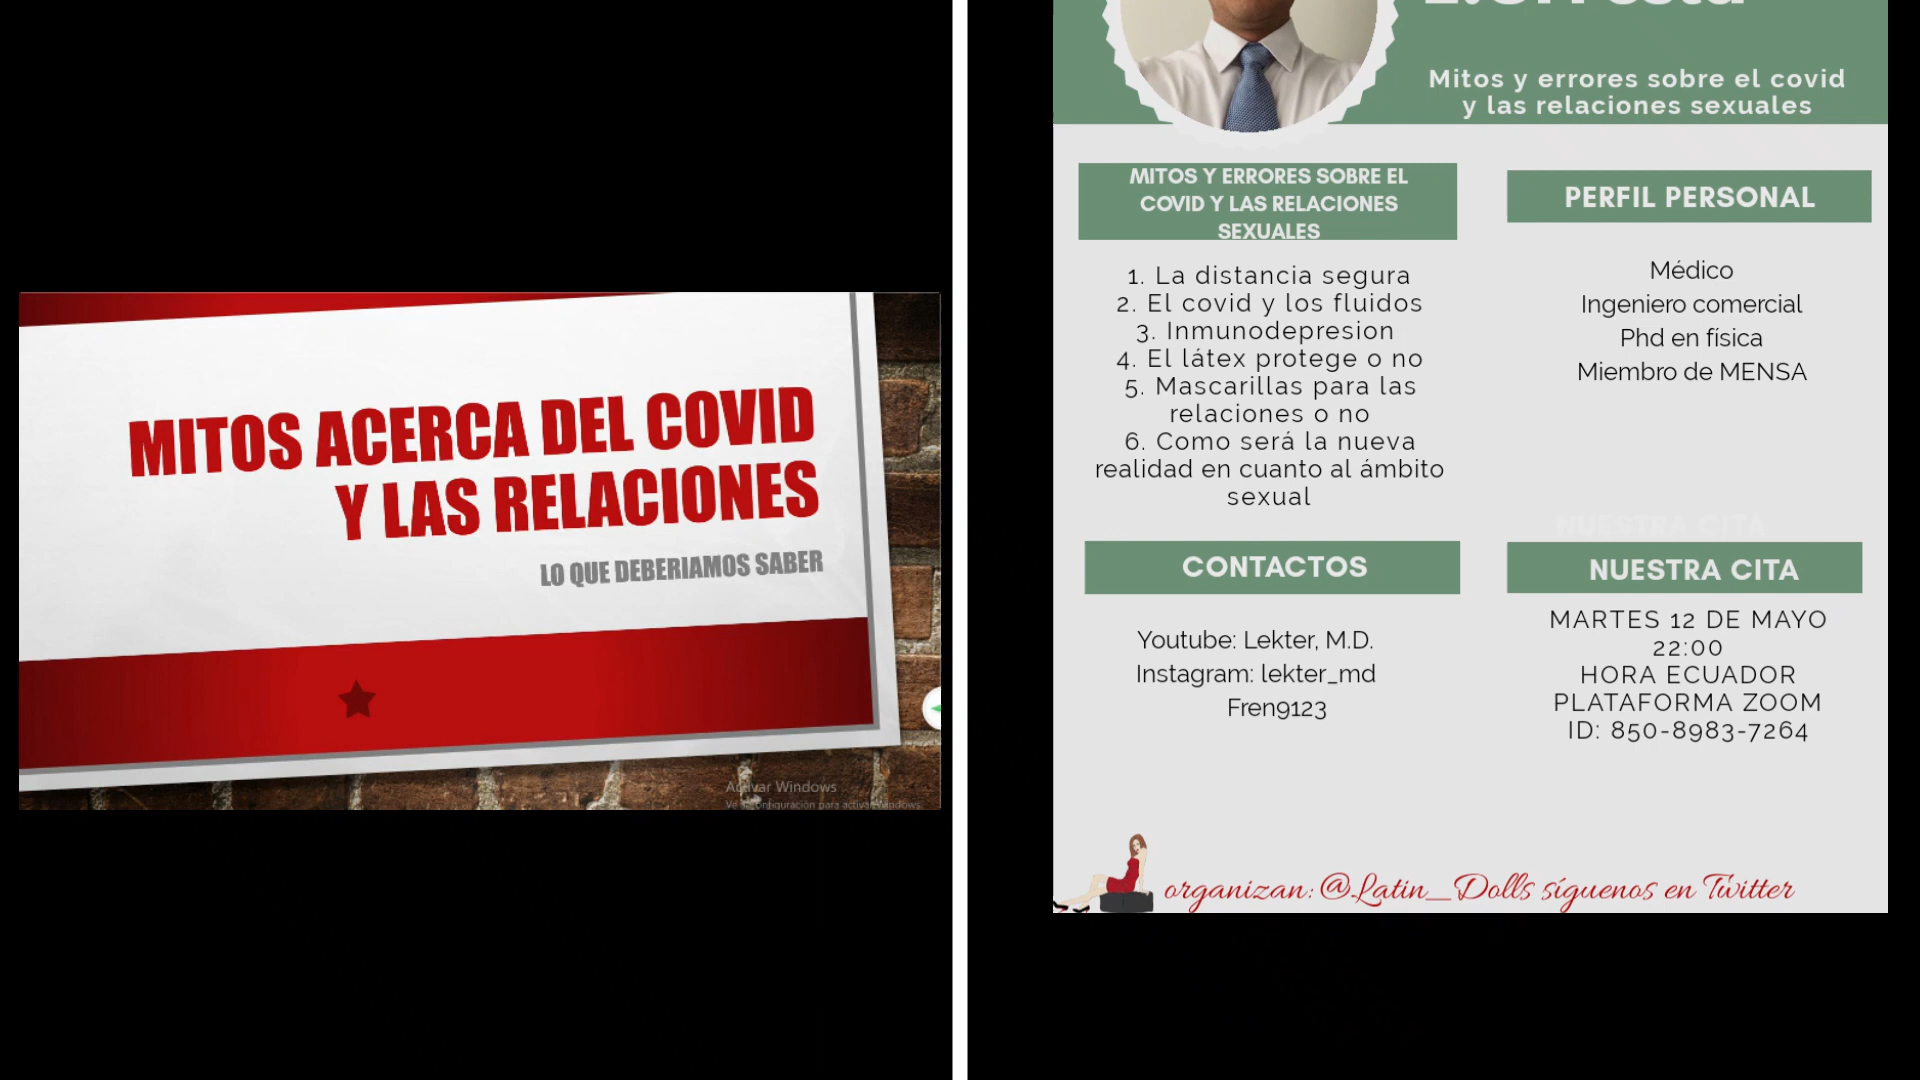 MITOS ACERCA DEL COVID
Y LAS RELACIONES
LO QUE DEBERIAMOS SABER
Activar Windows
Mitos y errores sobre el covid
y las relaciones sexuales
MITOS Y ERRORES SOBRE EL
COVID Y LAS RELACIONES
SEXUALES
1. La distancia segura
2. El covid y los fluidos
3. Inmunodepresion
4. El látex protege o no
5. Mascarillas para las
relaciones o no
6. Como será la nueva
realidad en cuanto al ámbito
sexual
PERFIL PERSONAL
Médico
Ingeniero comercial
Phd en física
Miembro de MENSA
CONTACTOS
Youtube: Lekter, M.D.
Instagram: lekter_md
Fren9123
NUESTRA CITA
NUESTRA CITA
MARTES 12 DE MAYO
22:00
HORA ECUADOR
PLATAFORMA ZOOM
ID: 850-8983-7264
organizan: @Latin__Dolls síguenos en Twitter